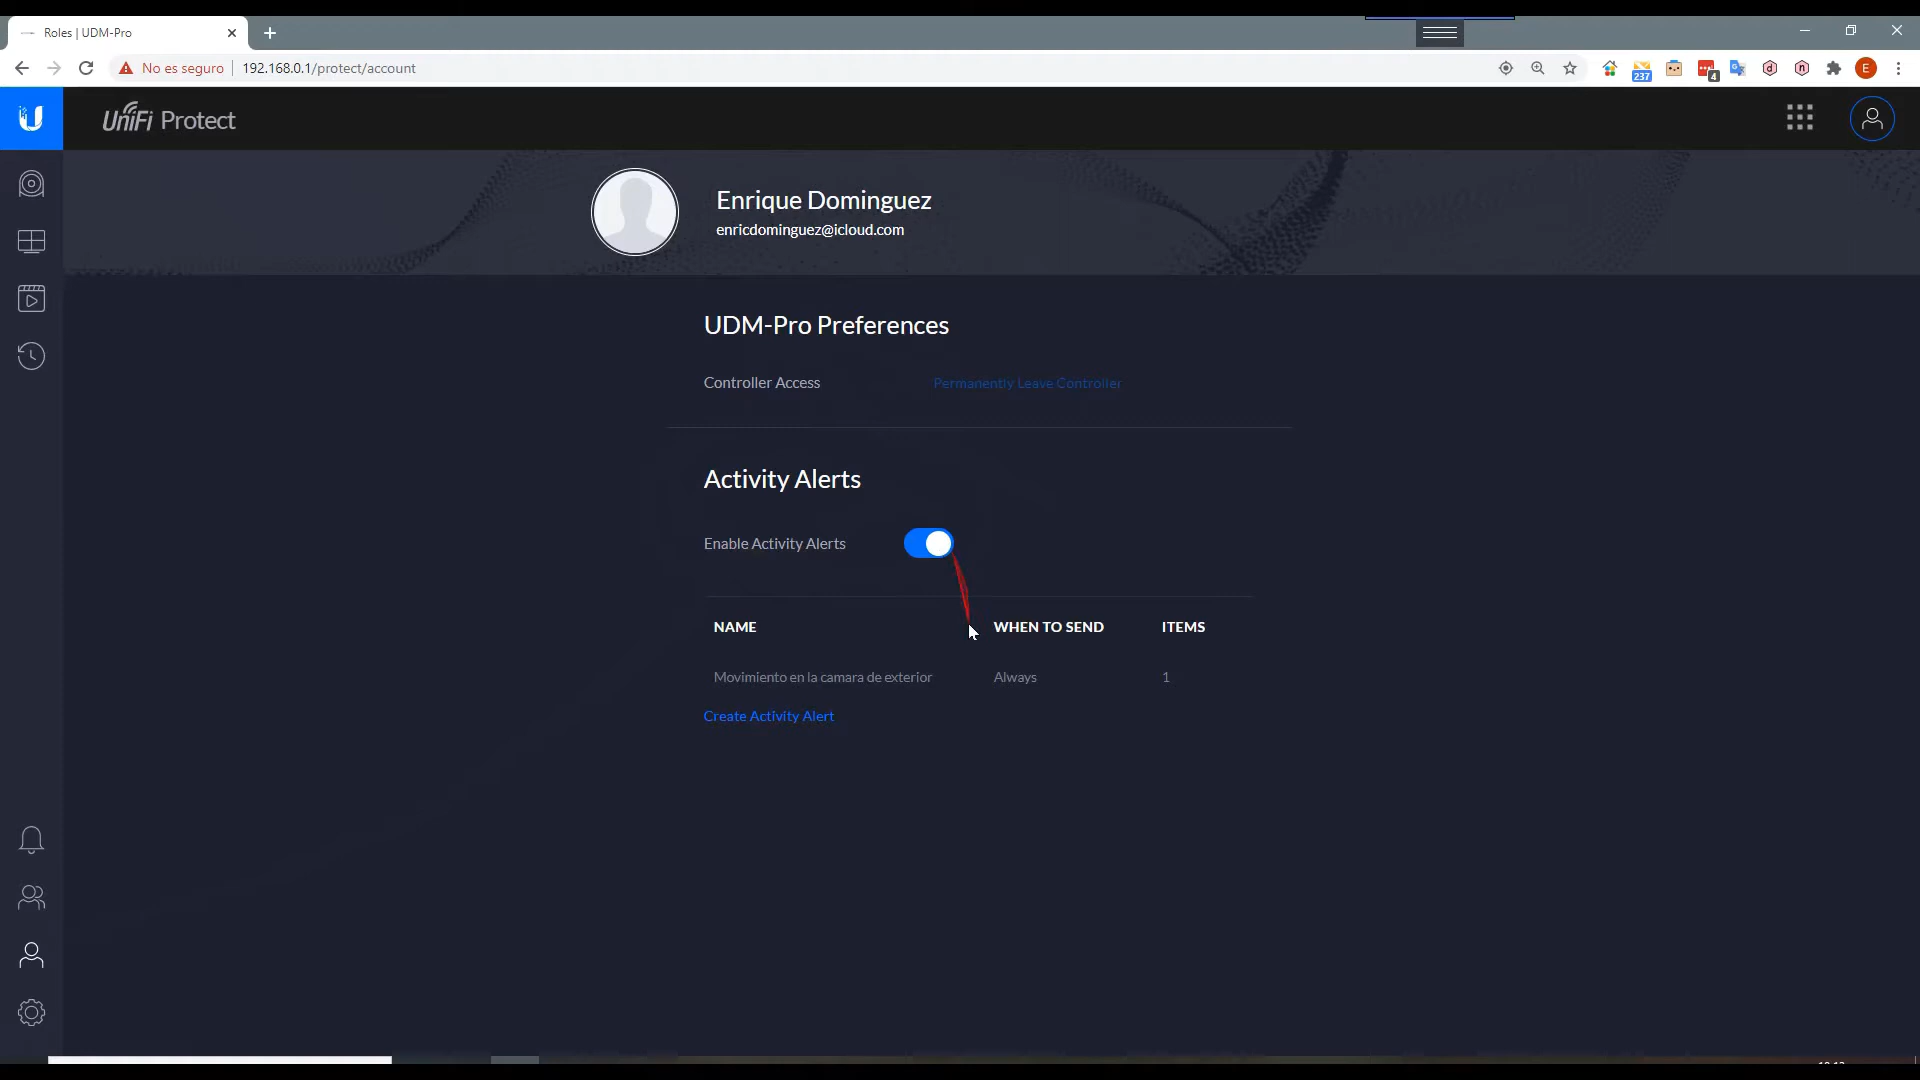 Roles | UDM-Pro
No es seguro 192.168.0.1/protect/account
237
4
E
UniFi Protect
Enrique Dominguez
enricdominguez@icloud.com
UDM-Pro Preferences
Controller Access Permanently Leave Controller
Activity Alerts
Enable Activity Alerts
NAME WHEN TO SEND ITEMS
Movimiento en la camara de exterior Always 1
Create Activity Alert